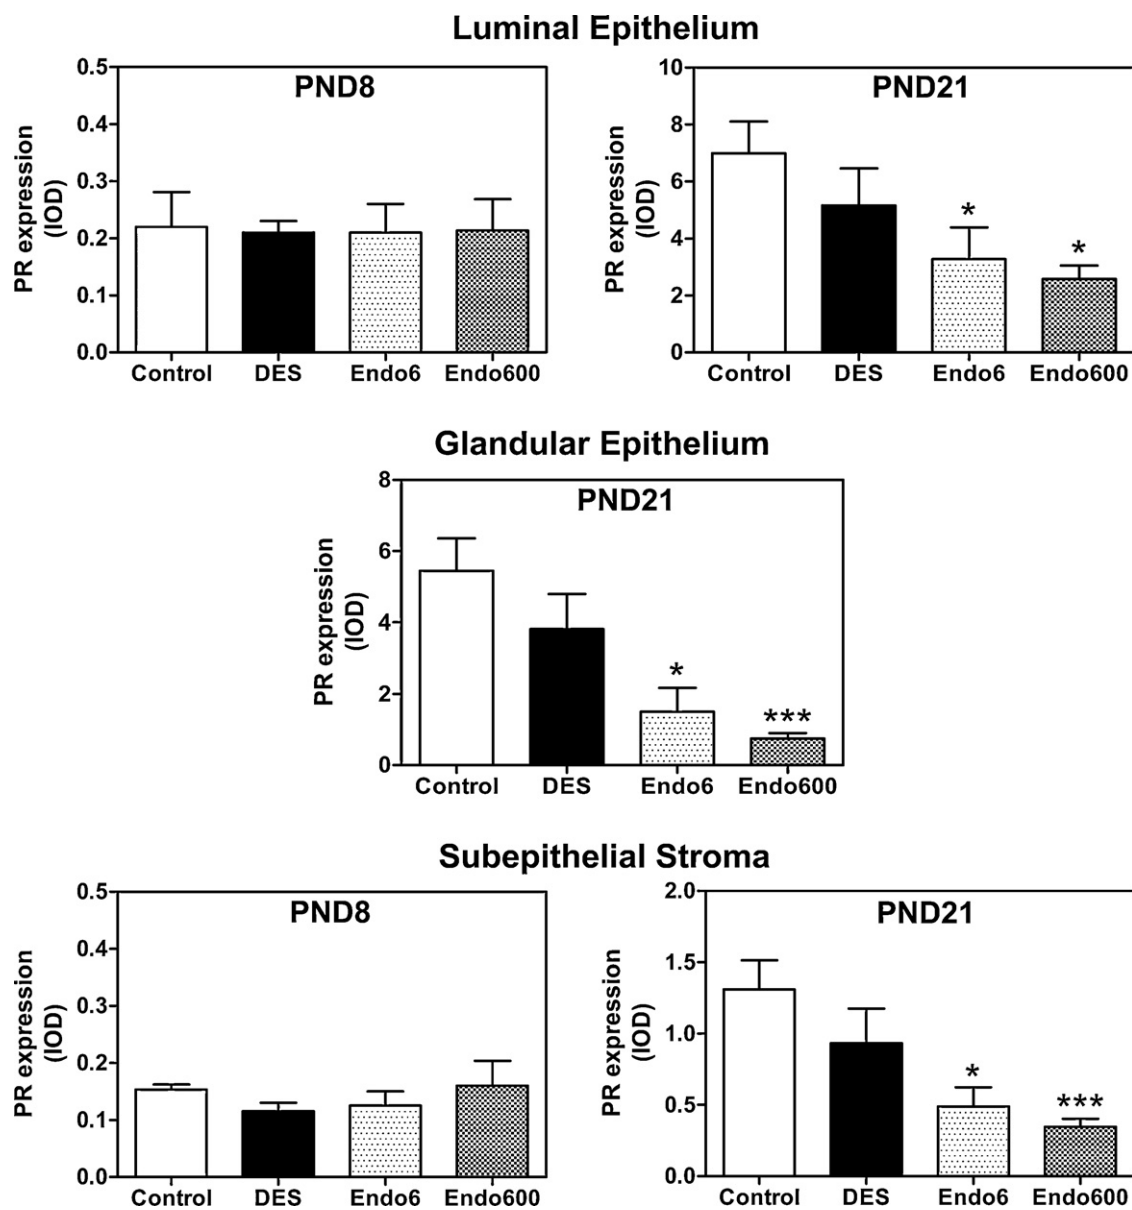 Luminal Epithelium
PND8
PR expression
(IOD)
0.5
0.4
0.3
0.2
0.1
0.0
Control DES Endo6 Endo600
PND21
PR expression
(IOD)
10
8
6
4
2
0
*
*
Control DES Endo6 Endo600
Glandular Epithelium
PND21
PR expression
(IOD)
8
6
4
2
0
*
***
Control DES Endo6 Endo600
Subepithelial Stroma
PND8
PR expression
(IOD)
0.5
0.4
0.3
0.2
0.1
0.0
Control DES Endo6 Endo600
PND21
PR expression
(IOD)
2.0
1.5
1.0
0.5
0.0
*
***
Control DES Endo6 Endo600